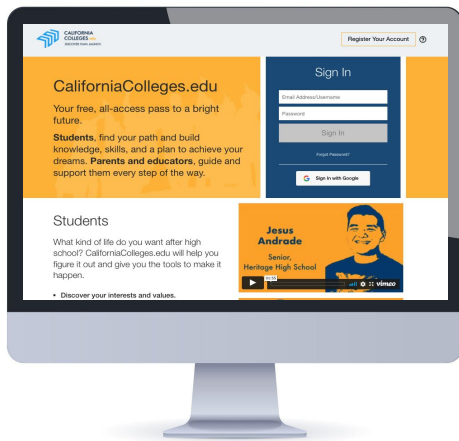 CALIFORNIA
COLLEGES.edu
Register Your Account
CaliforniaColleges.edu
Your free, all-access pass to a bright
future.
Students, find your path and build
knowledge, skills, and a plan to achieve your
dreams. Parents and educators, guide and
support them every step of the way.
Sign In
Email Address/Username
Password
Sign In
Forgot Password?
G Sign In with Google
Students
What kind of life do you want after high
school? CaliforniaColleges.edu will help you
figure it out and give you the tools to make it
happen.
• Discover your interests and values.
Jesus
Andrade
Senior,
Heritage High School
vimeo